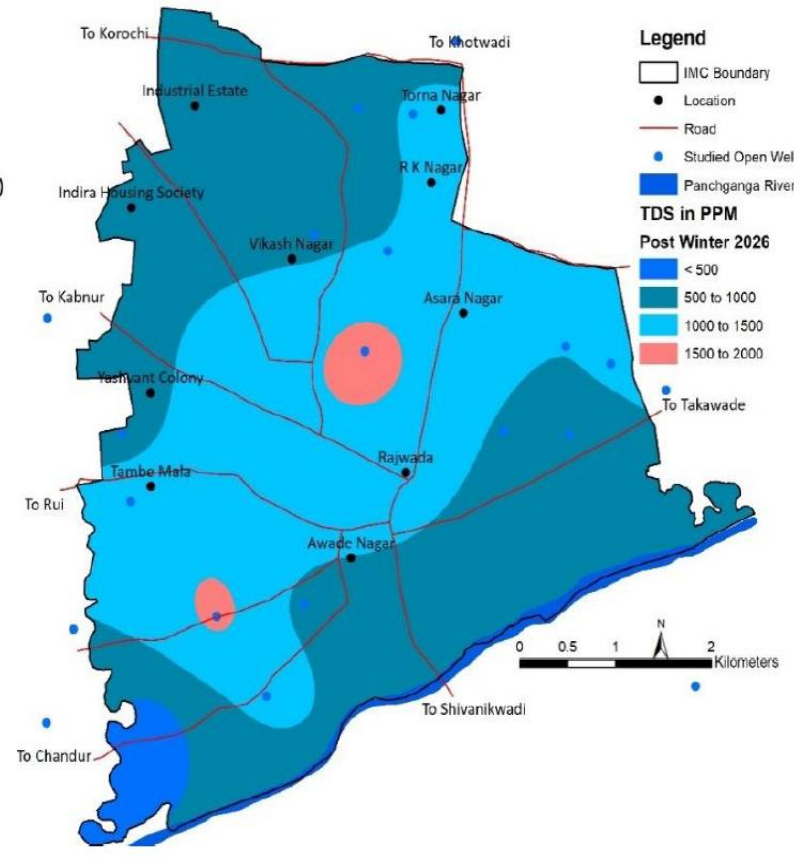 To Korochi
To Khotwadi
Industrial Estate
Torna Nagar
R K Nagar
Indira Housing Society
Vikash Nagar
To Kabnur
Asara Nagar
Yashvant Colony
To Takawade
Rajwada
Tambe Mala
To Rui
Awade Nagar
To Shivanikwadi
To Chandur
Legend
IMC Boundary
Location
Road
Studied Open Wel
Panchganga River
TDS in PPM
Post Winter 2026
< 500
500 to 1000
1000 to 1500
1500 to 2000
N
0 0.5 1 2
Kilometers